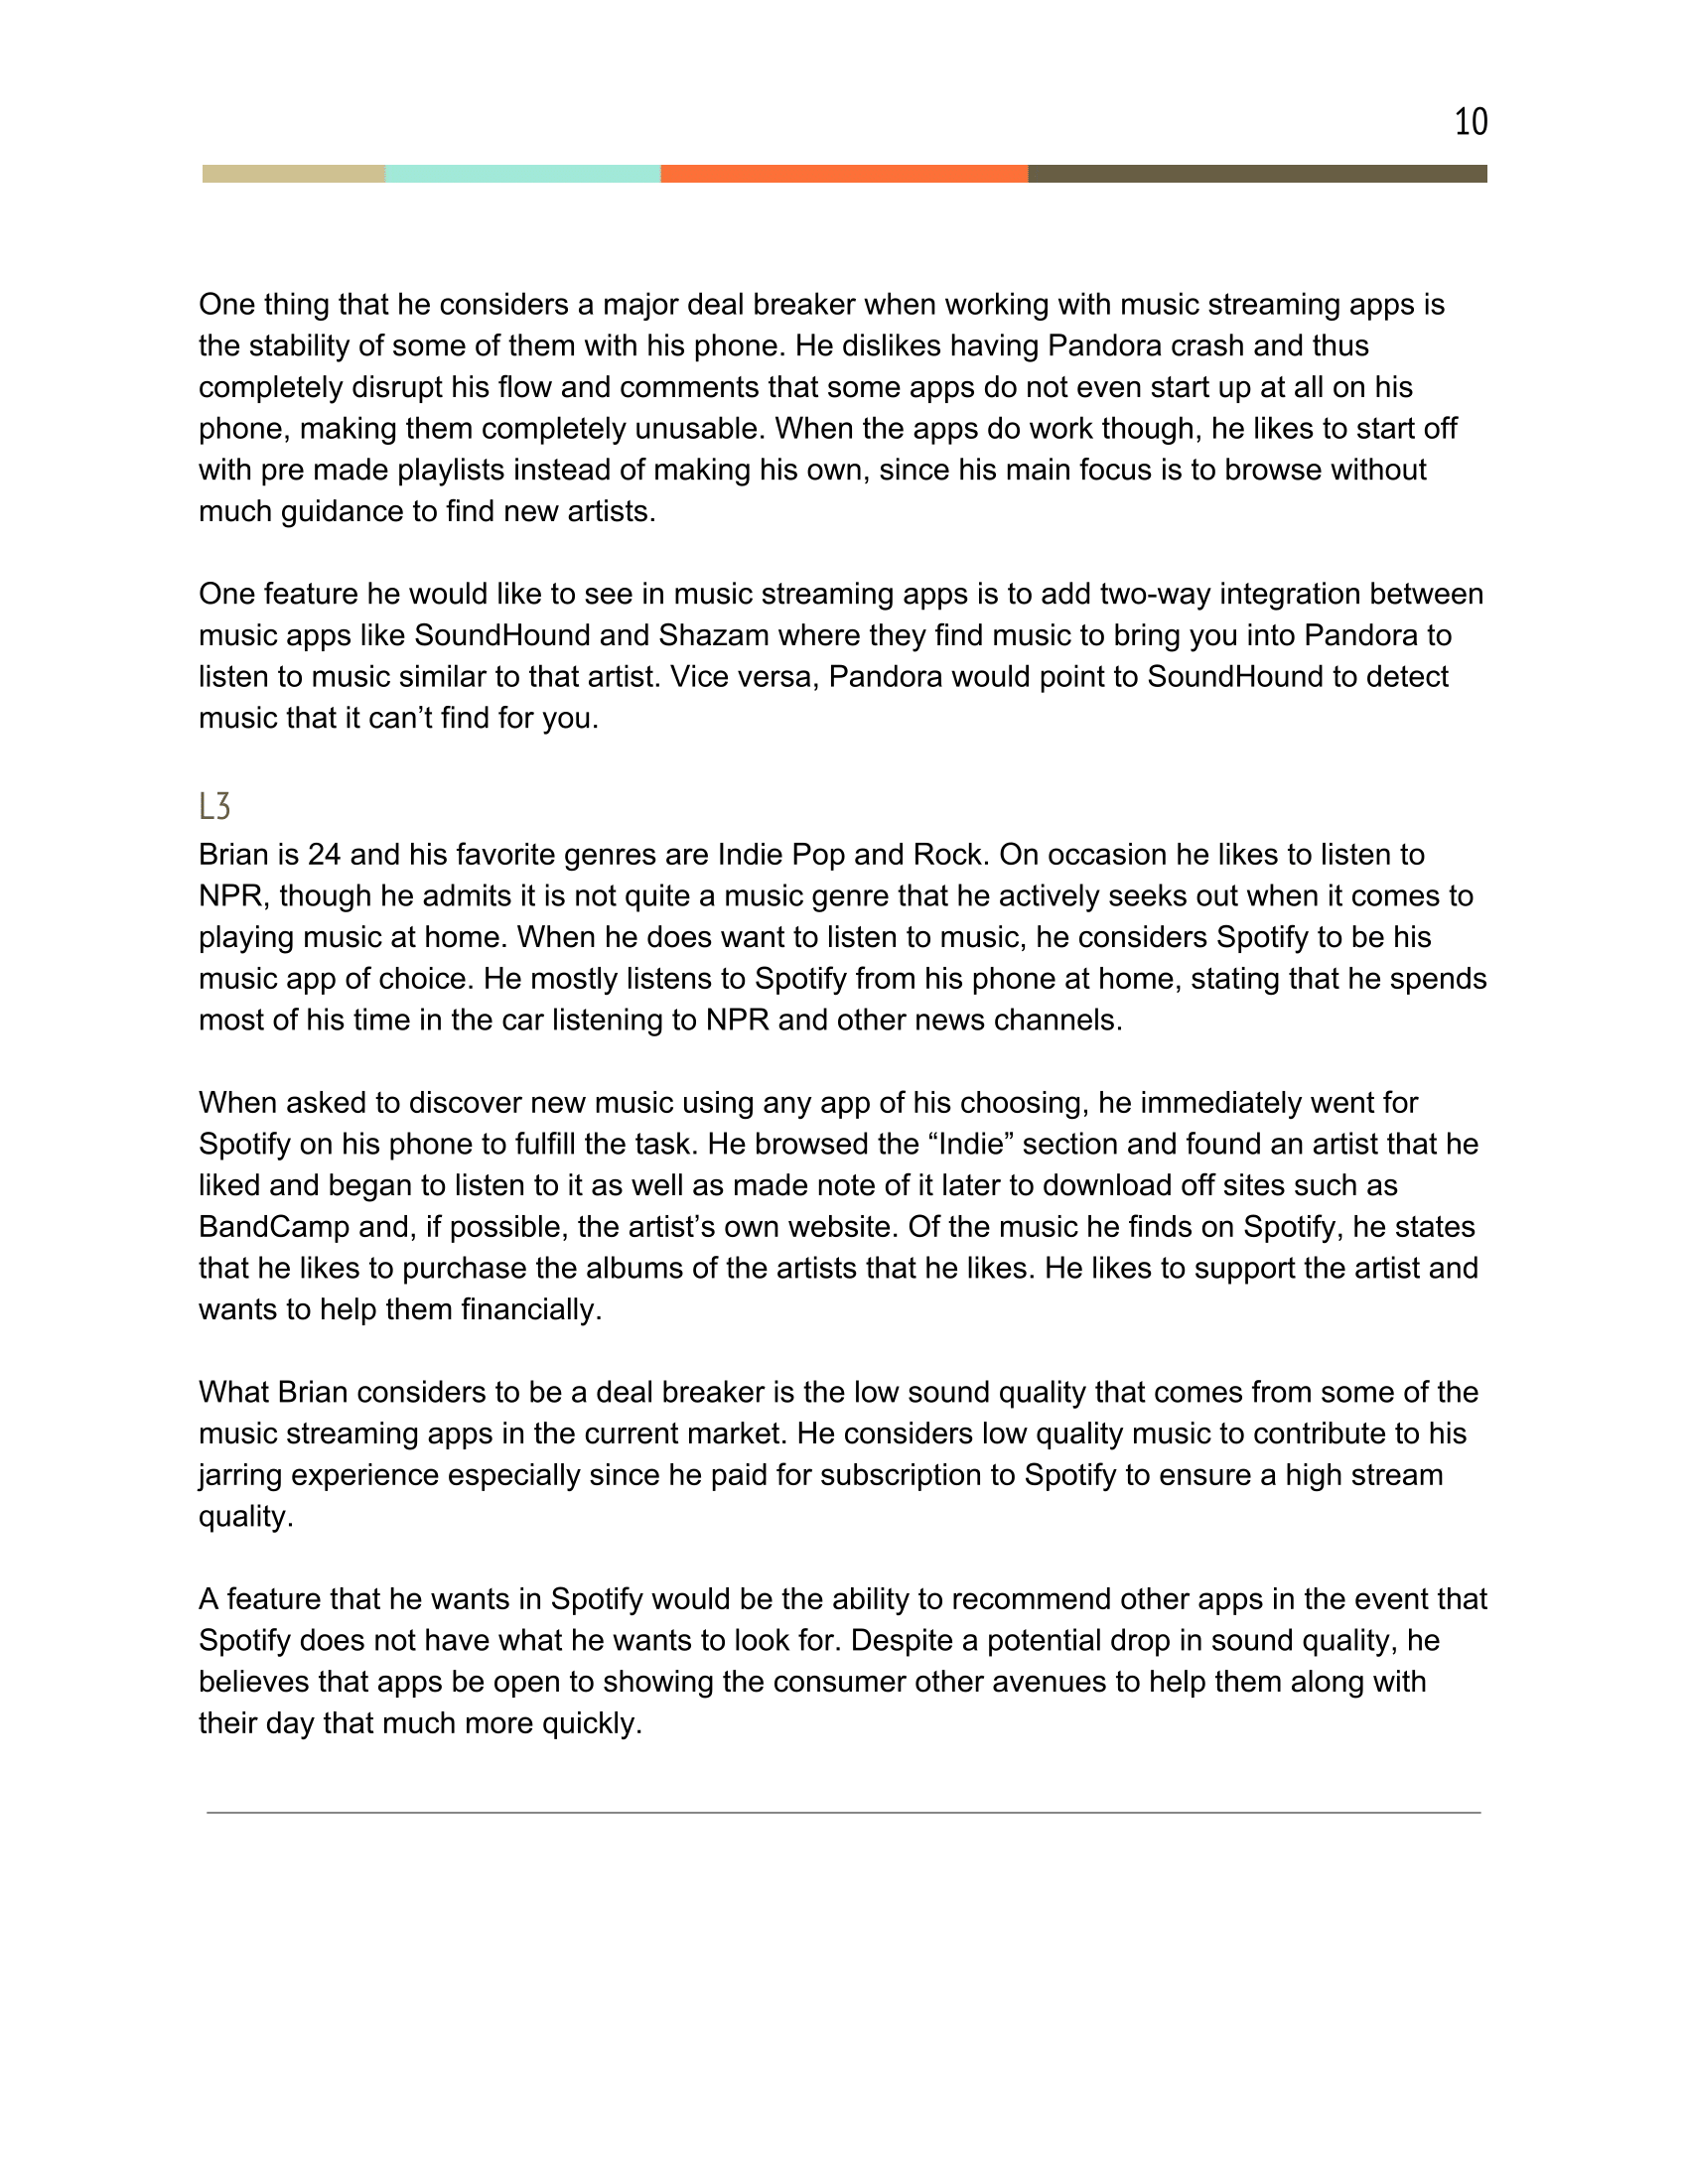 10
One thing that he considers a major deal breaker when working with music streaming apps is
the stability of some of them with his phone. He dislikes having Pandora crash and thus
completely disrupt his flow and comments that some apps do not even start up at all on his
phone, making them completely unusable. When the apps do work though, he likes to start off
with pre made playlists instead of making his own, since his main focus is to browse without
much guidance to find new artists.
One feature he would like to see in music streaming apps is to add two-way integration between
music apps like SoundHound and Shazam where they find music to bring you into Pandora to
listen to music similar to that artist. Vice versa, Pandora would point to SoundHound to detect
music that it can’t find for you.
L3
Brian is 24 and his favorite genres are Indie Pop and Rock. On occasion he likes to listen to
NPR, though he admits it is not quite a music genre that he actively seeks out when it comes to
playing music at home. When he does want to listen to music, he considers Spotify to be his
music app of choice. He mostly listens to Spotify from his phone at home, stating that he spends
most of his time in the car listening to NPR and other news channels.
When asked to discover new music using any app of his choosing, he immediately went for
Spotify on his phone to fulfill the task. He browsed the “Indie” section and found an artist that he
liked and began to listen to it as well as made note of it later to download off sites such as
BandCamp and, if possible, the artist’s own website. Of the music he finds on Spotify, he states
that he likes to purchase the albums of the artists that he likes. He likes to support the artist and
wants to help them financially.
What Brian considers to be a deal breaker is the low sound quality that comes from some of the
music streaming apps in the current market. He considers low quality music to contribute to his
jarring experience especially since he paid for subscription to Spotify to ensure a high stream
quality.
A feature that he wants in Spotify would be the ability to recommend other apps in the event that
Spotify does not have what he wants to look for. Despite a potential drop in sound quality, he
believes that apps be open to showing the consumer other avenues to help them along with
their day that much more quickly.